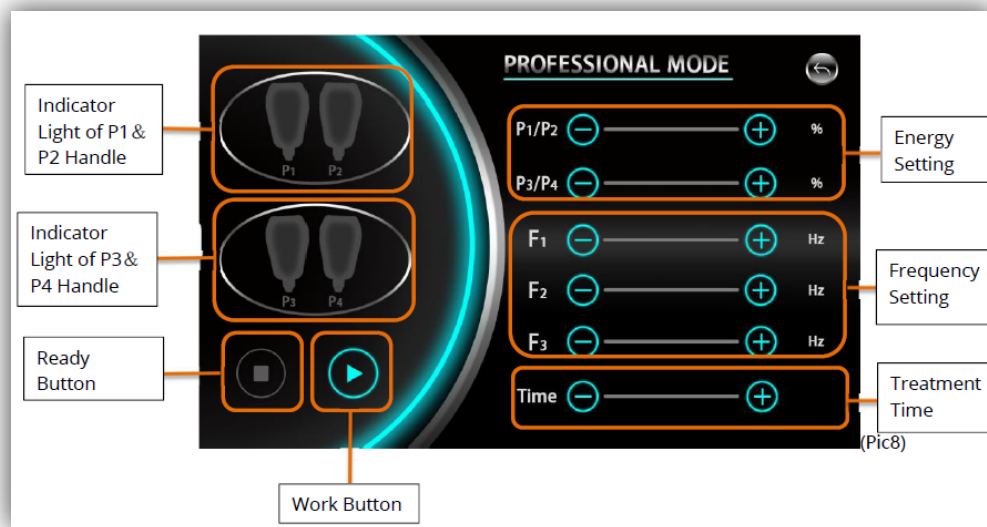 Indicator
Light of P1&
P2 Handle
Indicator
Light of P3&
P4 Handle
Ready
Button
Work Button
P1 P2
P3 P4
PROFESSIONAL MODE
P1/P2 %
P3/P4 %
F1 Hz
F2 Hz
F3 Hz
Time
Energy
Setting
Frequency
Setting
Treatment
Time
(Pic8)